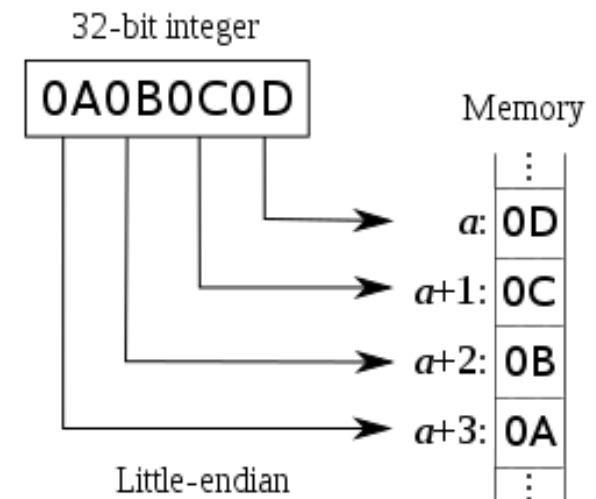 32-bit integer
0A0B0C0D
Memory
⋮
a: 0D
a+1: 0C
a+2: 0B
a+3: 0A
Little-endian
⋮